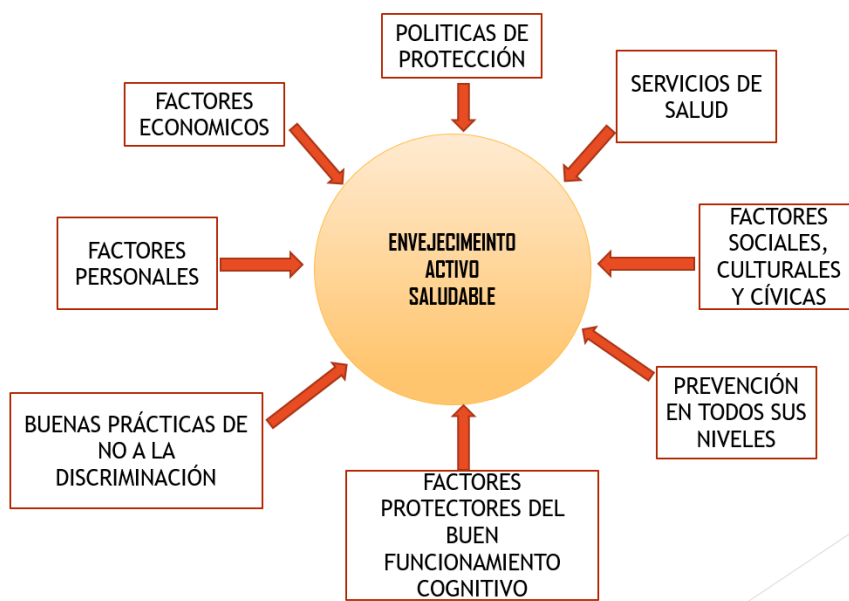 POLITICAS DE
PROTECCIÓN
SERVICIOS DE
SALUD
FACTORES
ECONOMICOS
FACTORES
SOCIALES,
CULTURALES
Y CÍVICAS
FACTORES
PERSONALES
ENVEJECIMEINTO
ACTIVO
SALUDABLE
PREVENCIÓN
EN TODOS SUS
NIVELES
BUENAS PRÁCTICAS DE
NO A LA
DISCRIMINACIÓN
FACTORES
PROTECTORES DEL
BUEN
FUNCIONAMIENTO
COGNITIVO